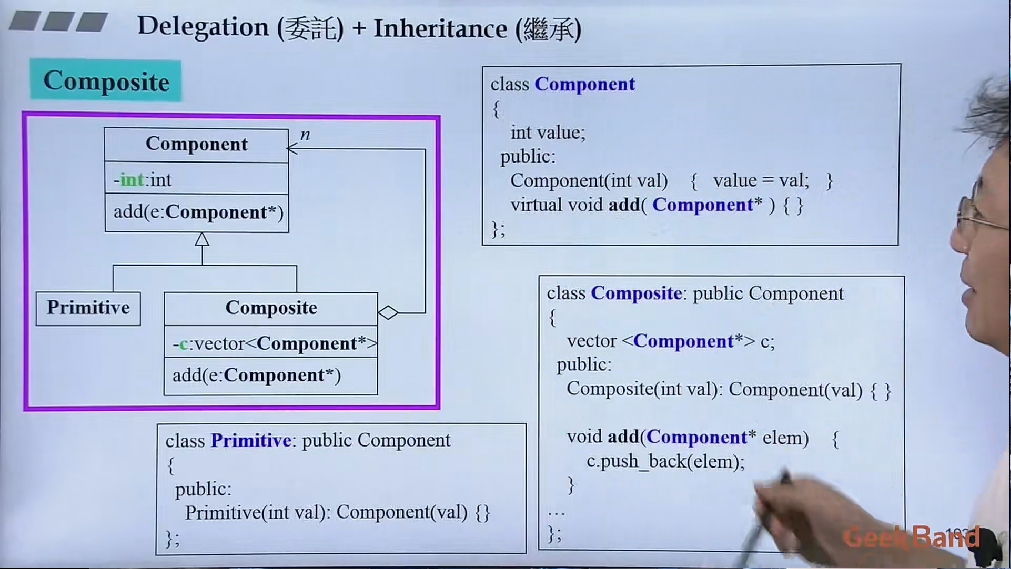 Delegation (委託) + Inheritance (繼承)
Composite
Component
n
-int:int
add(e:Component*)
Primitive
Composite
-c:vector<Component*>
add(e:Component*)
class Component
{
int value;
public:
Component(int val) { value = val; }
virtual void add( Component* ) { }
};
class Composite: public Component
{
vector <Component*> c;
public:
Composite(int val): Component(val) { }
void add(Component* elem) {
c.push_back(elem);
}
…
};
class Primitive: public Component
{
public:
Primitive(int val): Component(val) {}
};
GeekBand